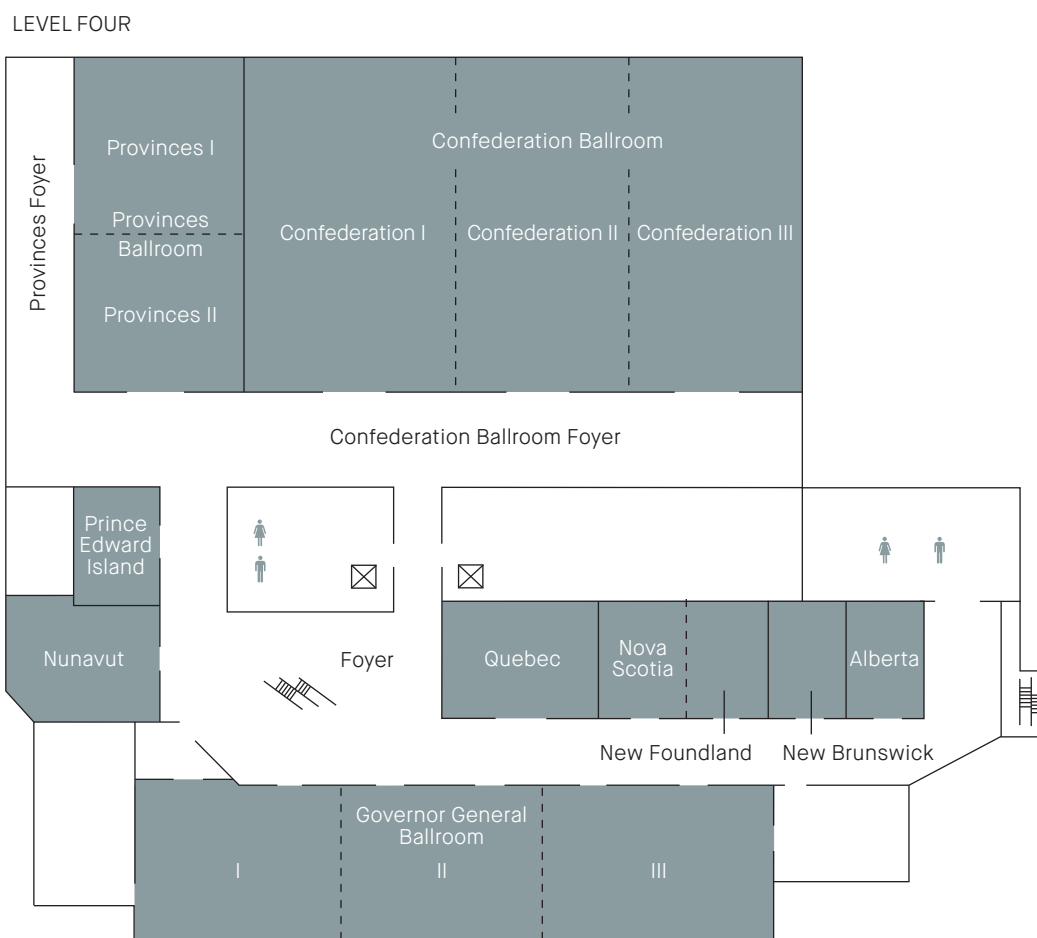 LEVEL FOUR
Provinces Foyer
Provinces I
Provinces
Ballroom
Provinces II
Confederation Ballroom
Confederation I
Confederation II
Confederation III
Confederation Ballroom Foyer
Prince
Edward
Island
Nunavut
Foyer
Quebec
Nova
Scotia
Alberta
New Foundland
New Brunswick
Governor General
Ballroom
I
II
III